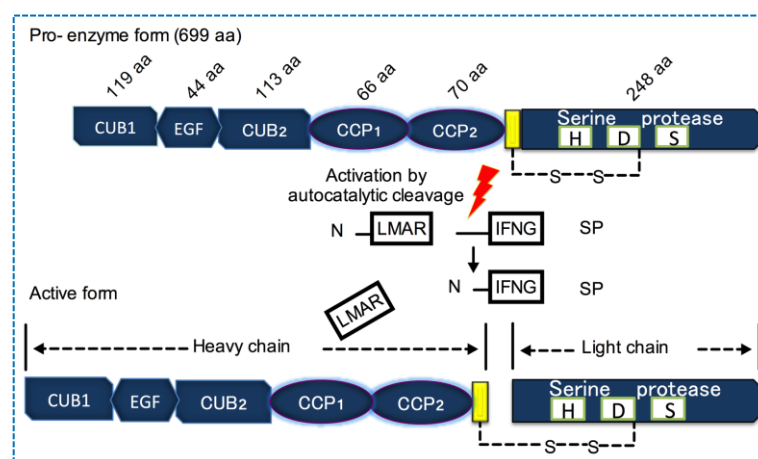 Pro- enzyme form (699 aa)
119 aa 44 aa 113 aa 66 aa 70 aa 248 aa
CUB1 EGF CUB2 CCP1 CCP2 Serine protease
H D S
S S
Activation by
autocatalytic cleavage
N LMAR IFNG SP
N IFNG SP
Active form
LMAR
Heavy chain Light chain
CUB1 EGF CUB2 CCP1 CCP2 Serine protease
H D S
S S